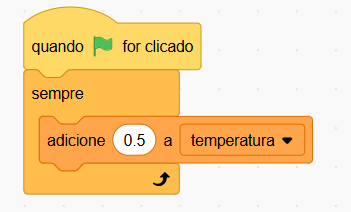 quando for clicado
sempre
adicione 0.5 a temperatura